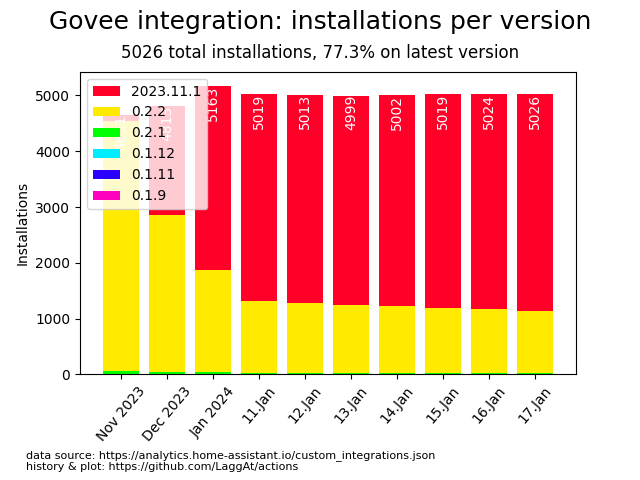 Govee integration: installations per version
5026 total installations, 77.3% on latest version
Installations
5000
4000
3000
2000
1000
0
2023.11.1
0.2.2
0.2.1
0.1.12
0.1.11
0.1.9
5163
5019
5013
4999
5002
5019
5024
5026
Nov 2023
Dec 2023
Jan 2024
11.Jan
12.Jan
13.Jan
14.Jan
15.Jan
16.Jan
17.Jan
data source: https://analytics.home-assistant.io/custom_integrations.json
history & plot: https://github.com/LaggAt/actions